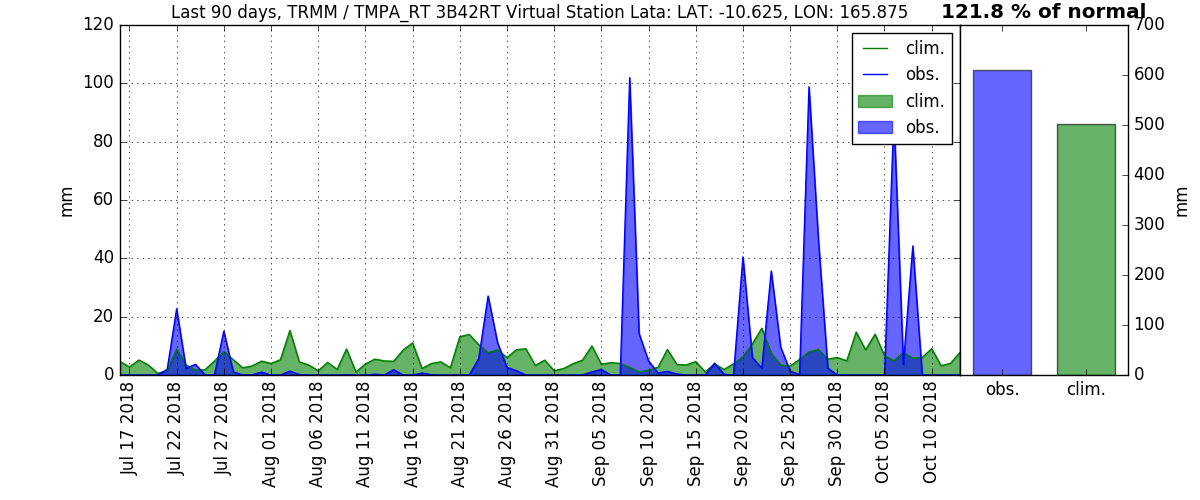 Last 90 days, TRMM / TMPA_RT 3B42RT Virtual Station Lata: LAT: -10.625, LON: 165.875
121.8 % of normal
120
100
80
60
40
20
0
mm
clim.
obs.
clim.
obs.
700
600
500
400
300
200
100
0
mm
Jul 17 2018
Jul 22 2018
Jul 27 2018
Aug 01 2018
Aug 06 2018
Aug 11 2018
Aug 16 2018
Aug 21 2018
Aug 26 2018
Aug 31 2018
Sep 05 2018
Sep 10 2018
Sep 15 2018
Sep 20 2018
Sep 25 2018
Sep 30 2018
Oct 05 2018
Oct 10 2018
obs.
clim.